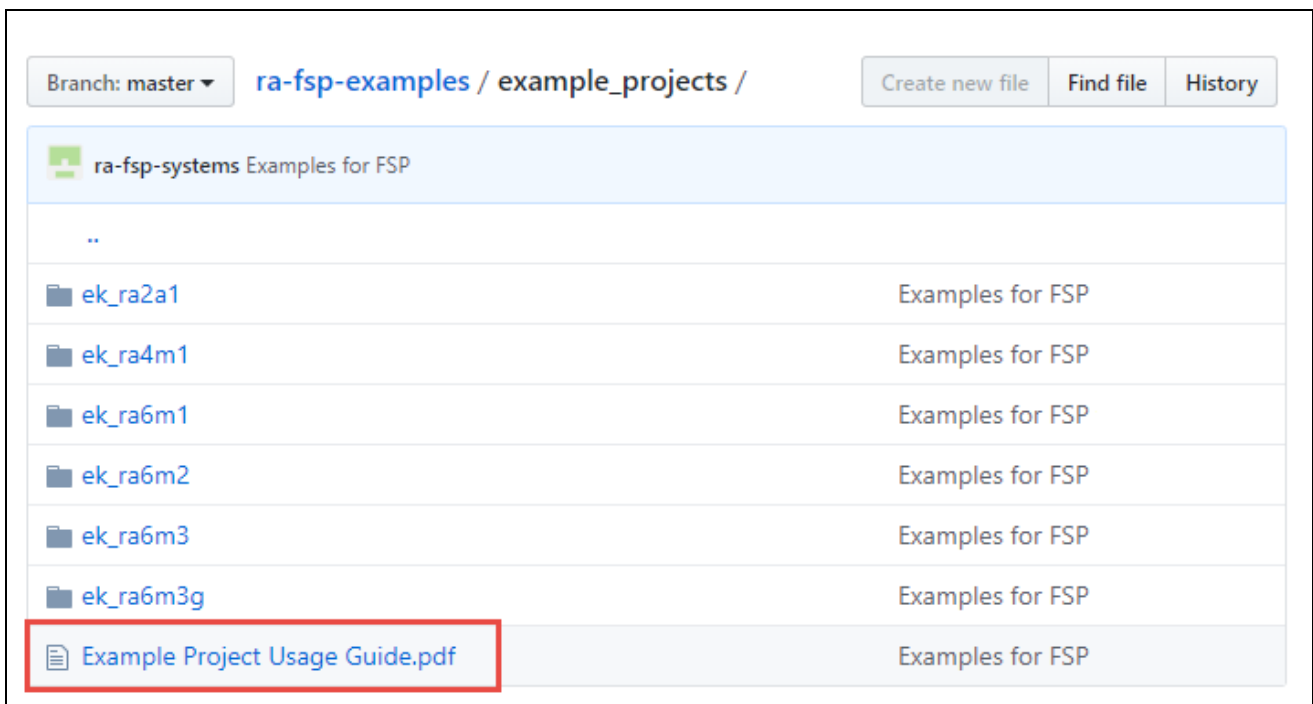 Branch: master ra-fsp-examples / example_projects / Create new file Find file History
ra-fsp-systems Examples for FSP
..
ek_ra2a1 Examples for FSP
ek_ra4m1 Examples for FSP
ek_ra6m1 Examples for FSP
ek_ra6m2 Examples for FSP
ek_ra6m3 Examples for FSP
ek_ra6m3g Examples for FSP
Example Project Usage Guide.pdf Examples for FSP